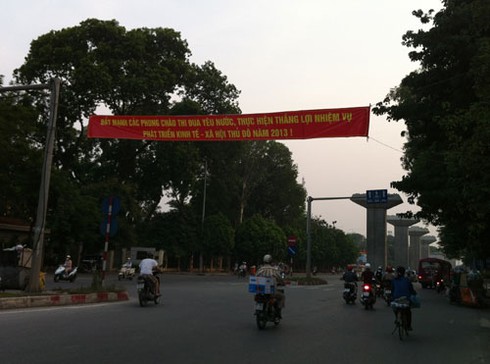 ĐẨY MẠNH CÁC PHONG TRÀO THI ĐUA YÊU NƯỚC, THỰC HIỆN THẮNG LỢI NHIỆM VỤ
PHÁT TRIỂN KINH TẾ - XÃ HỘI THỦ ĐÔ NĂM 2013 !